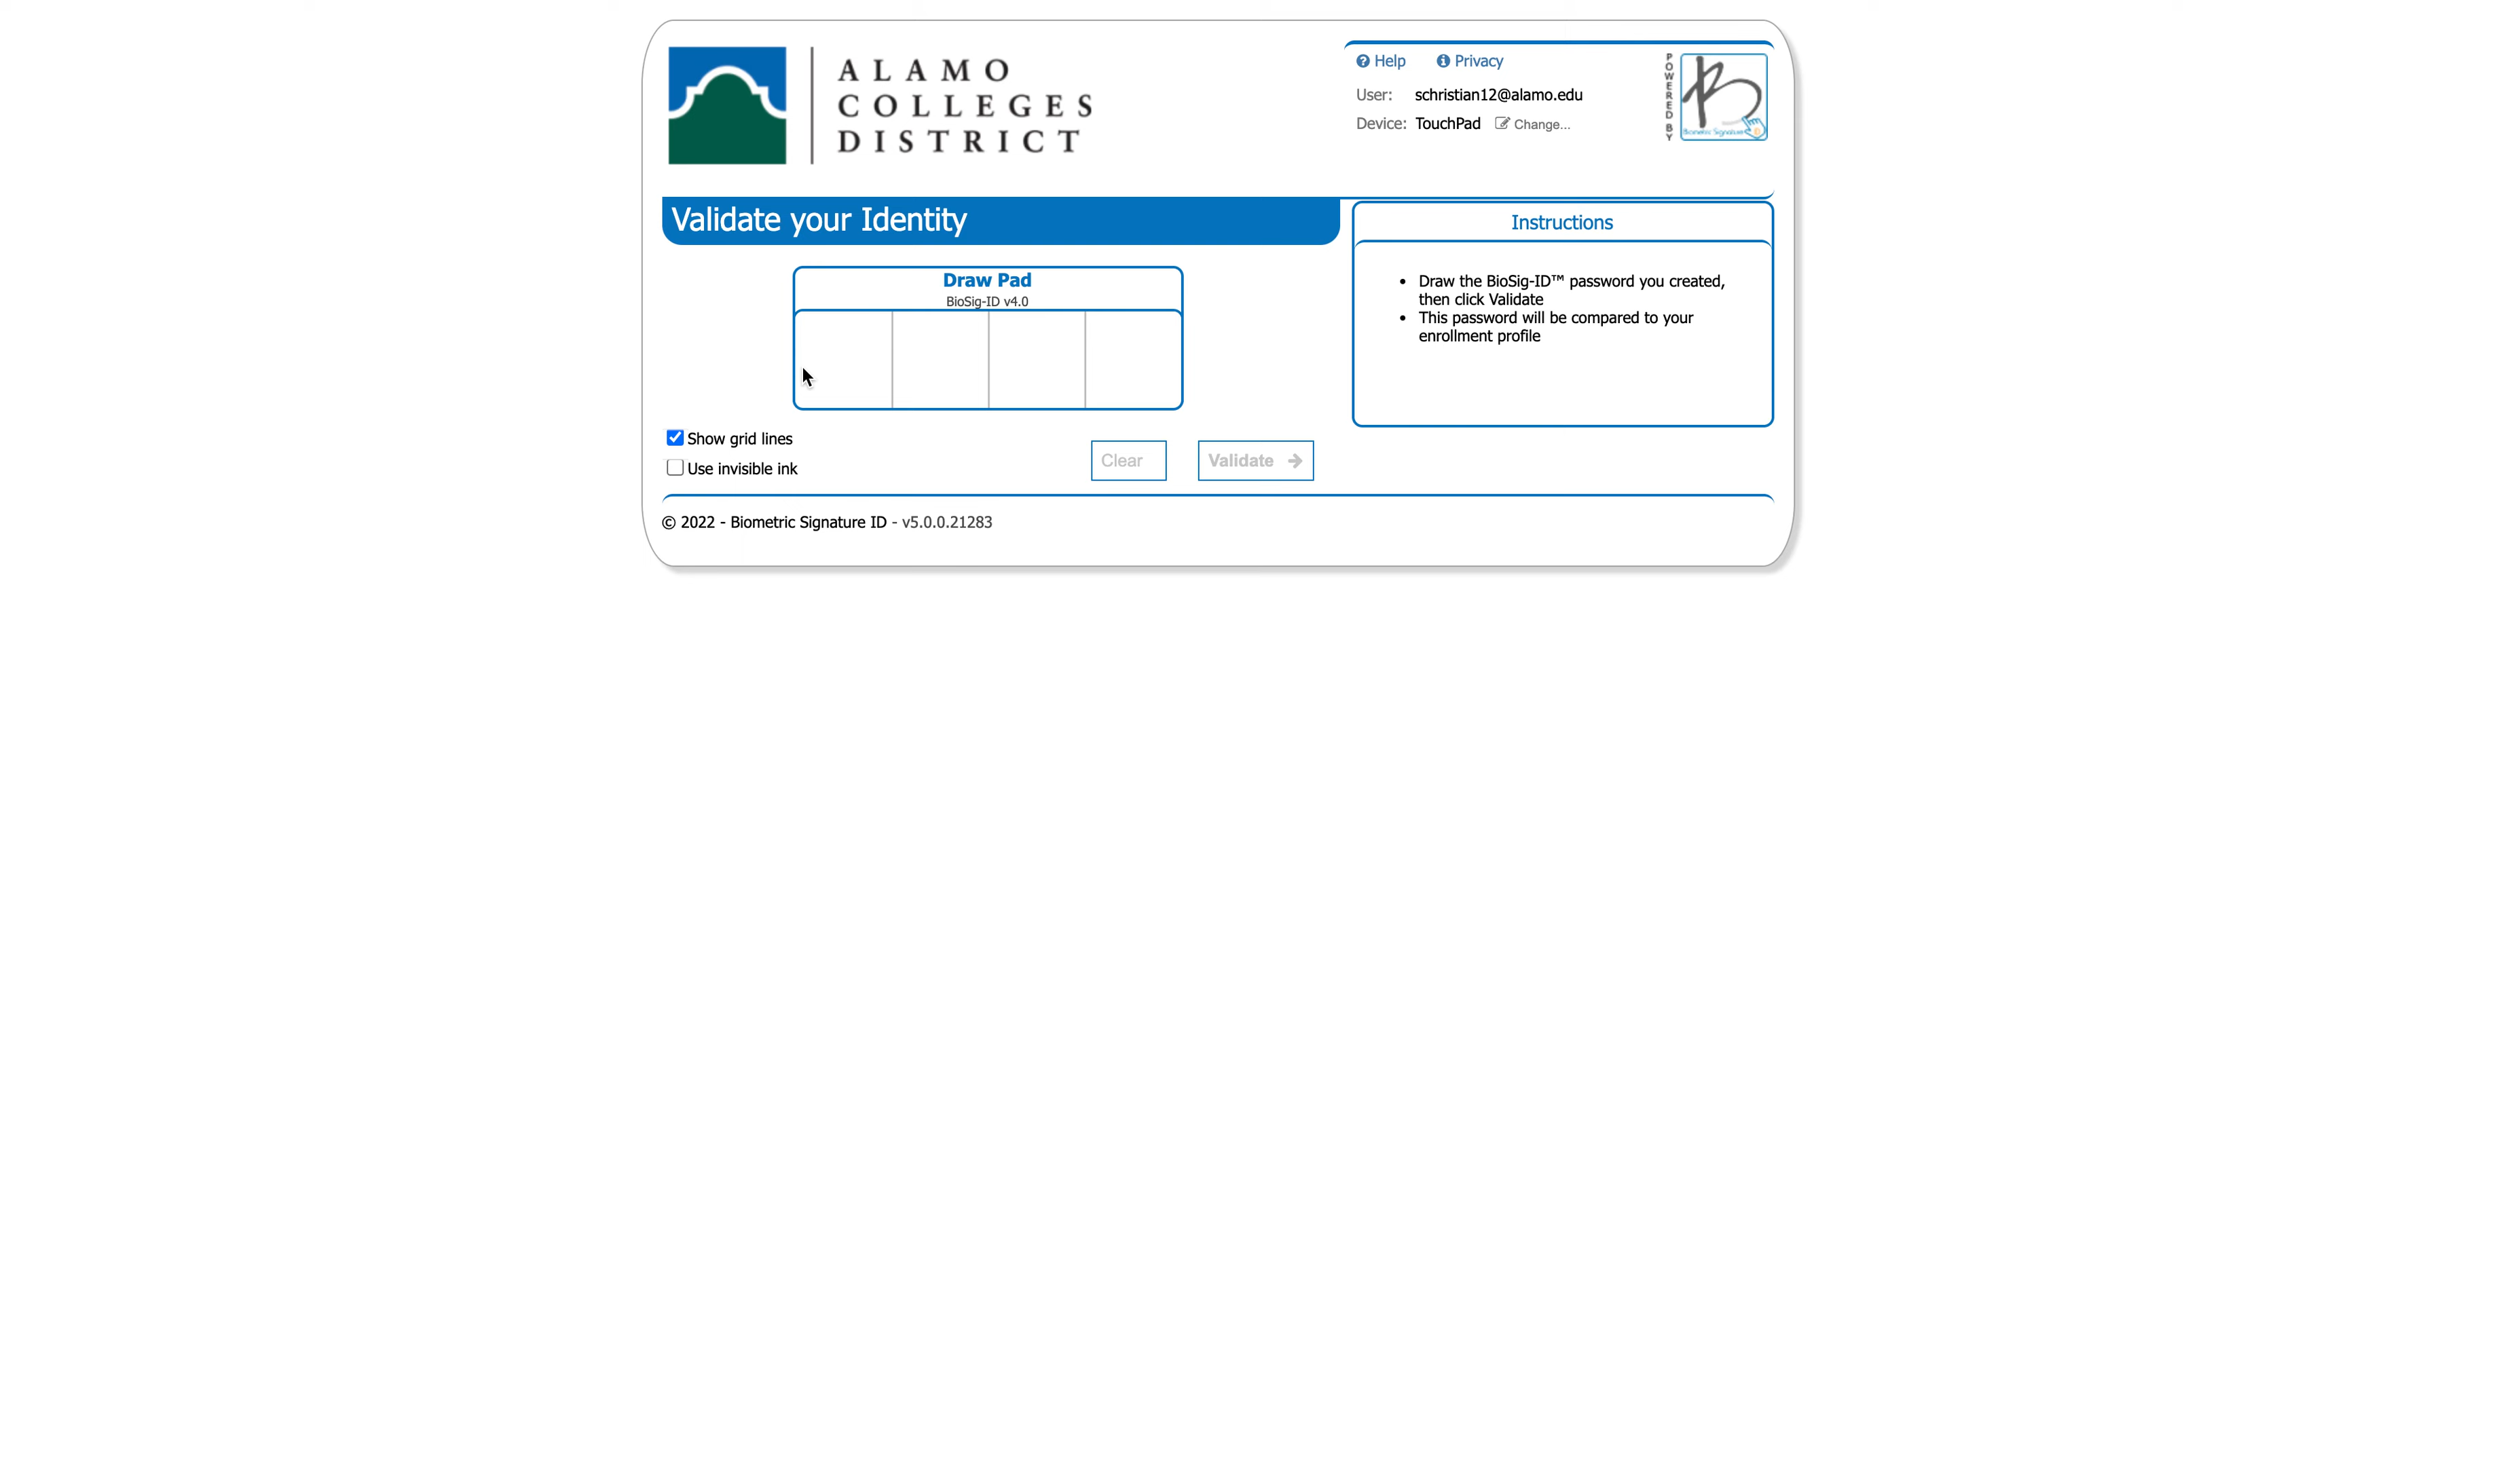 ALAMO
COLLEGES
DISTRICT
Help Privacy
User: schristian12@alamo.edu
Device: TouchPad Change...
POWERED BY
Biometric Signature ID
Validate your Identity
Draw Pad
BioSig-ID v4.0
Show grid lines
Use invisible ink
Clear
Validate
Instructions
• Draw the BioSig-ID™ password you created,
then click Validate
• This password will be compared to your
enrollment profile
© 2022 - Biometric Signature ID - v5.0.0.21283